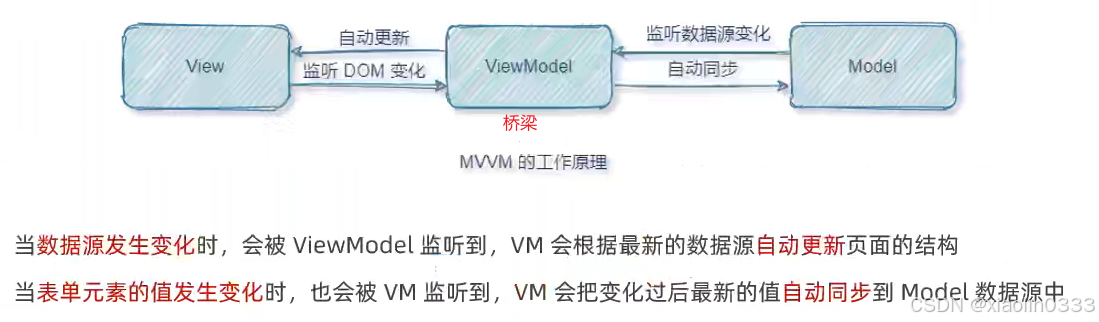 自动更新
监听数据源变化
View
监听 DOM 变化
ViewModel
自动同步
Model
桥梁
MVVM 的工作原理
当数据源发生变化时，会被 ViewModel 监听到，VM 会根据最新的数据源自动更新页面的结构
当表单元素的值发生变化时，也会被 VM 监听到，VM 会把变化过后最新的值自动同步到 Model 数据源中
CSDN @xiaolin0333